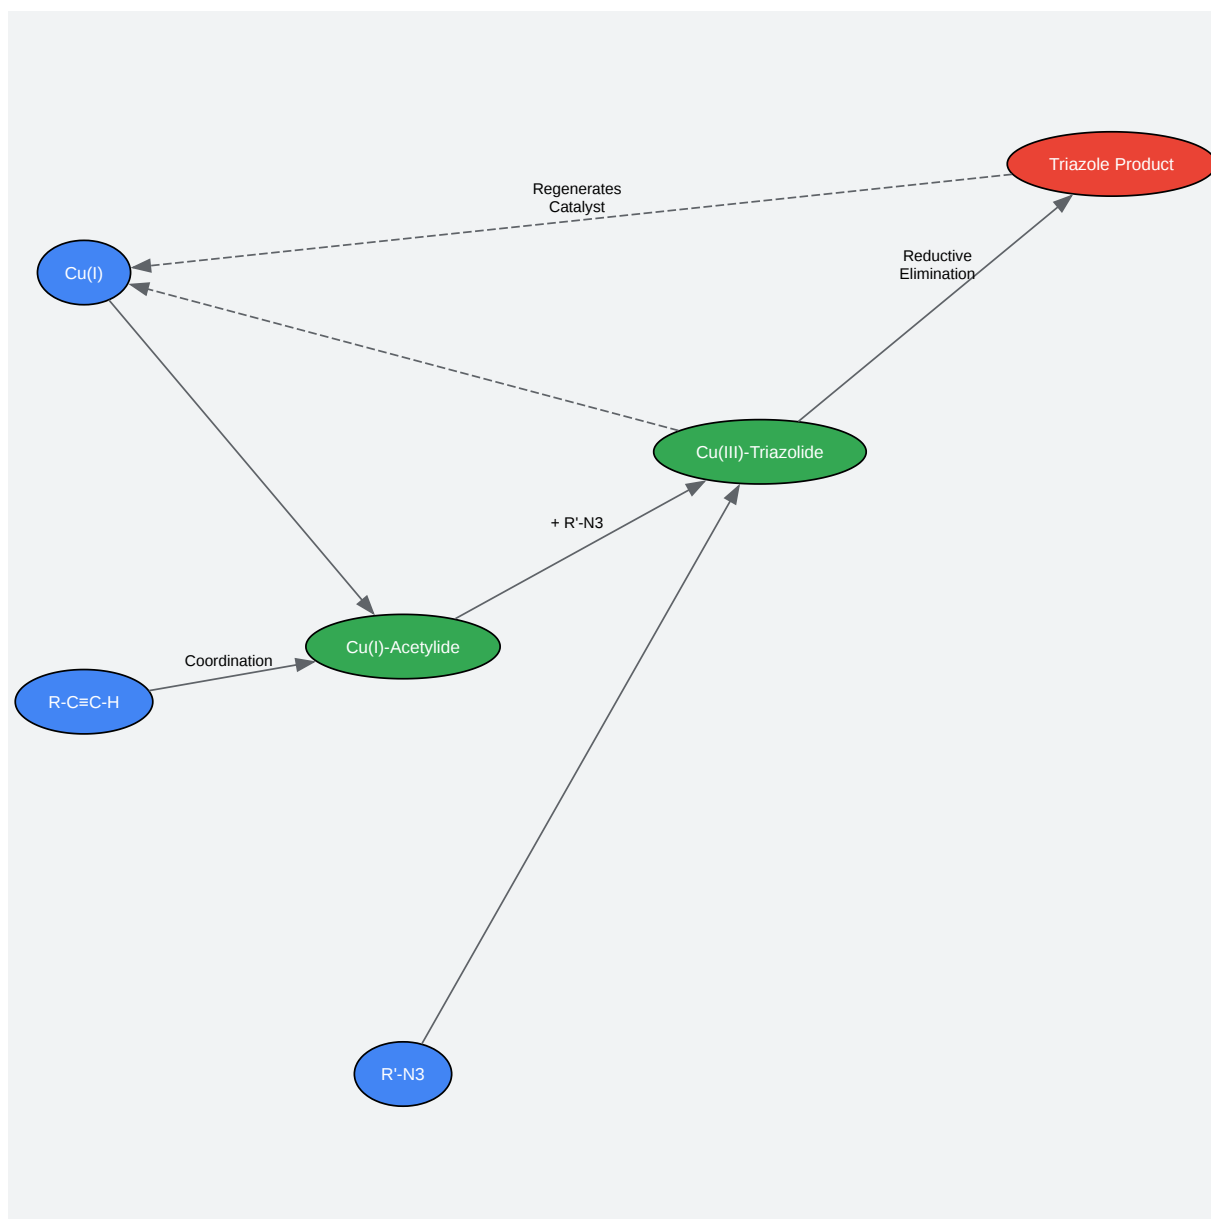 Triazole Product
Regenerates
Catalyst
Reductive
Elimination
Cu(I)
Cu(III)-Triazolide
+ R'-N3
Cu(I)-Acetylide
Coordination
R-C≡C-H
R'-N3